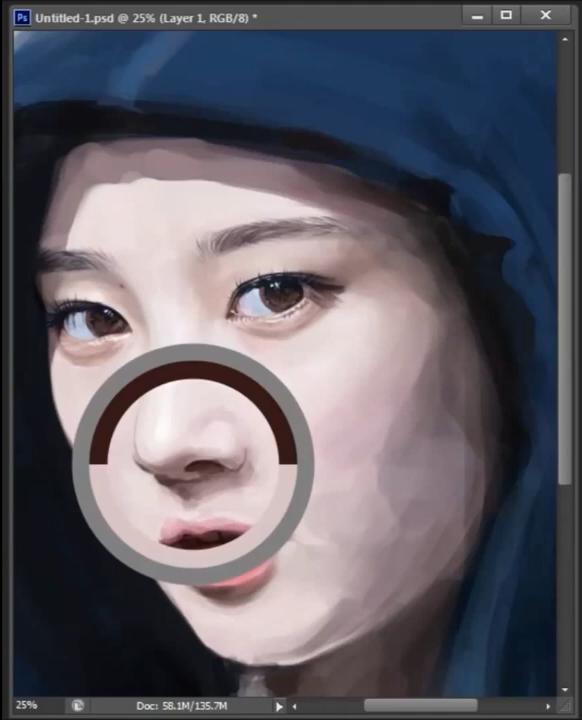 Ps Untitled-1.psd @ 25% (Layer 1, RGB/8) *
25% Doc: 58.1M/135.7M